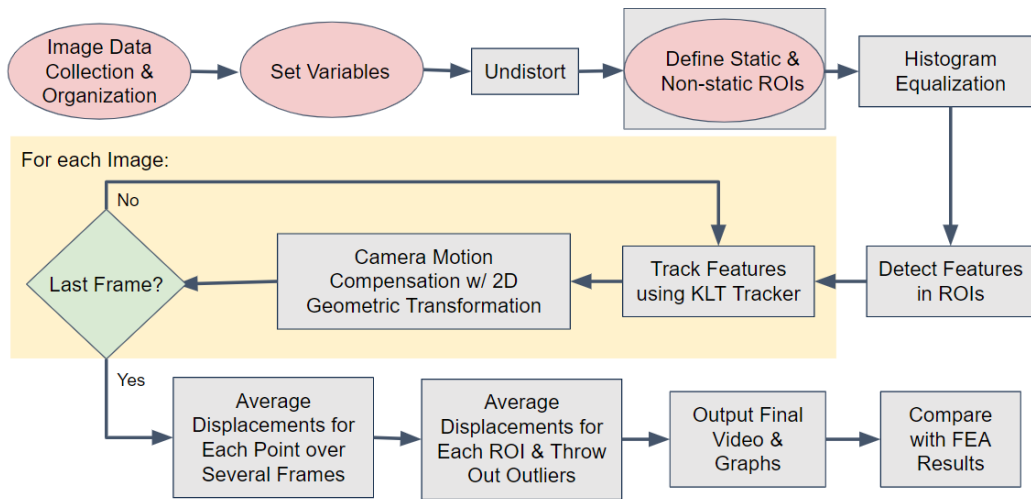 Image Data
Collection &
Organization
Set Variables
Undistort
Define Static &
Non-static ROIs
Histogram
Equalization
For each Image:
No
Last Frame?
Camera Motion
Compensation w/ 2D
Geometric Transformation
Track Features
using KLT Tracker
Detect Features
in ROIs
Yes
Average
Displacements for
Each Point over
Several Frames
Average
Displacements for
Each ROI & Throw
Out Outliers
Output Final
Video &
Graphs
Compare
with FEA
Results